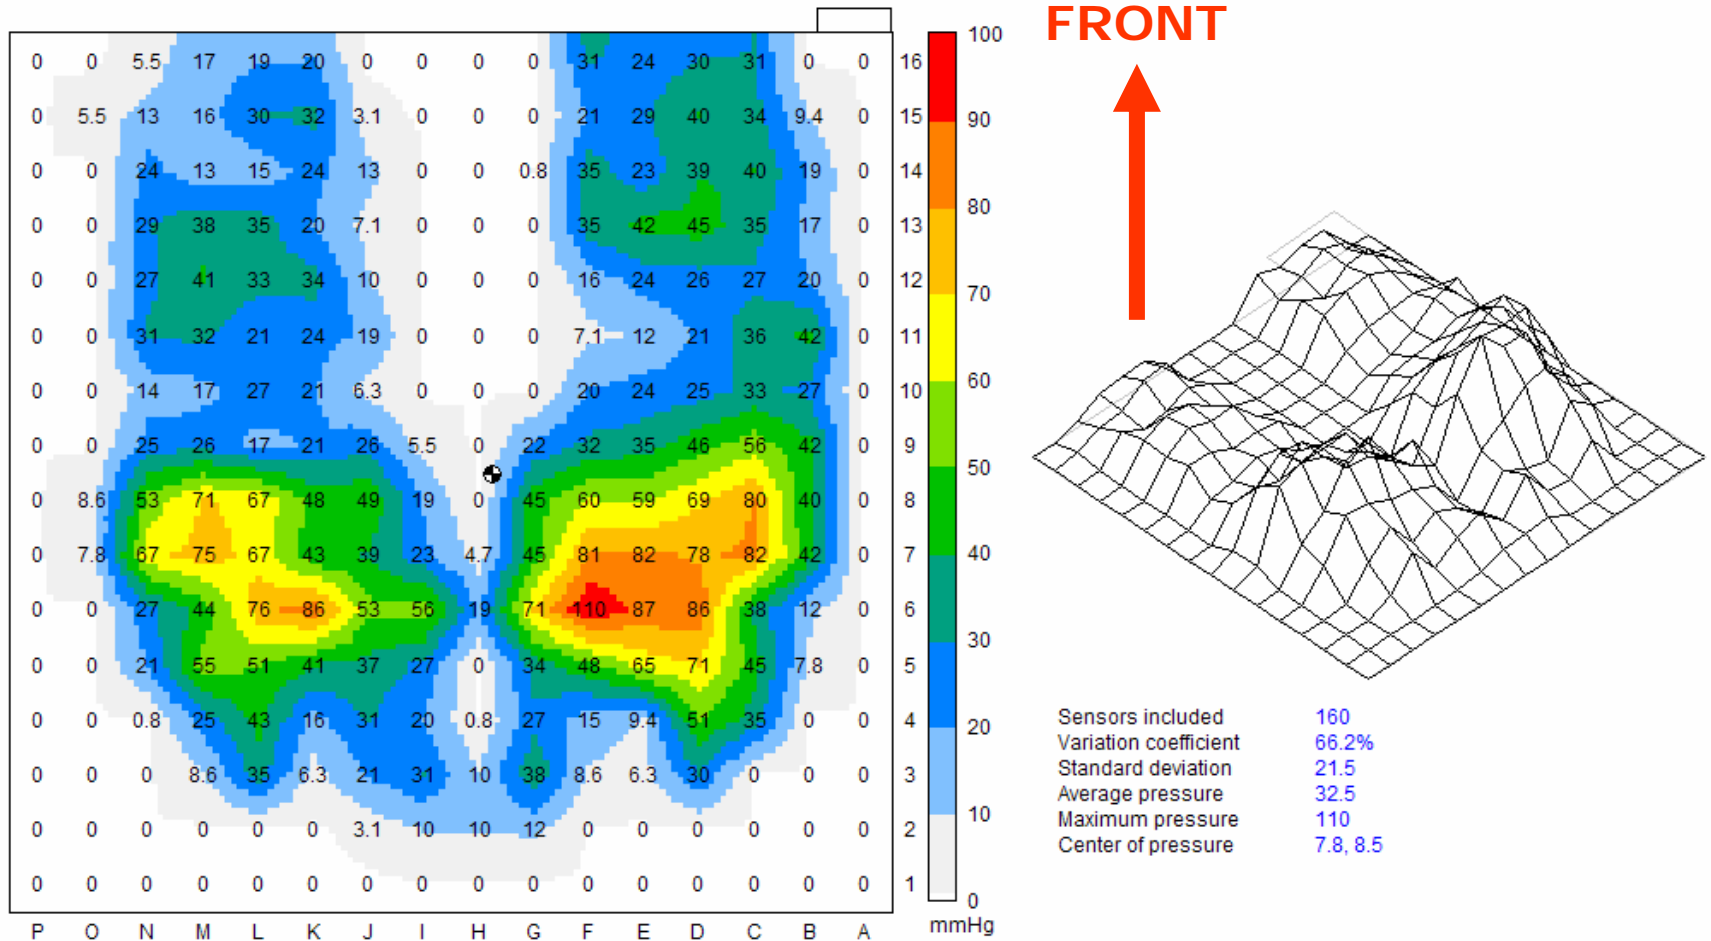 FRONT
0 0 5.5 17 19 20 0 0 0 0 31 24 30 31 0 0 16
0 5.5 13 16 30 32 3.1 0 0 0 21 29 40 34 9.4 0 15
0 0 24 13 15 24 13 0 0 0.8 35 23 39 40 19 0 14
0 0 29 38 35 20 7.1 0 0 0 35 42 45 35 17 0 13
0 0 27 41 33 34 10 0 0 0 16 24 26 27 20 0 12
0 0 31 32 21 24 19 0 0 0 7.1 12 21 36 42 0 11
0 0 14 17 27 21 6.3 0 0 0 20 24 25 33 27 0 10
0 0 25 26 17 21 26 5.5 0 22 32 35 46 56 42 0 9
0 8.6 53 71 67 48 49 19 0 45 60 59 69 80 40 0 8
0 7.8 67 75 67 43 39 23 4.7 45 81 82 78 82 42 0 7
0 0 27 44 76 86 53 56 19 71 110 87 86 38 12 0 6
0 0 21 55 51 41 37 27 0 34 48 65 71 45 7.8 0 5
0 0 0.8 25 43 16 31 20 0.8 27 15 9.4 51 35 0 0 4
0 0 0 8.6 35 6.3 21 31 10 38 8.6 6.3 30 0 0 0 3
0 0 0 0 0 0 3.1 10 10 12 0 0 0 0 0 0 2
0 0 0 0 0 0 0 0 0 0 0 0 0 0 0 0 1
P O N M L K J I H G F E D C B A
100
90
80
70
60
50
40
30
20
10
0
mmHg
Sensors included 160
Variation coefficient 66.2%
Standard deviation 21.5
Average pressure 32.5
Maximum pressure 110
Center of pressure 7.8, 8.5